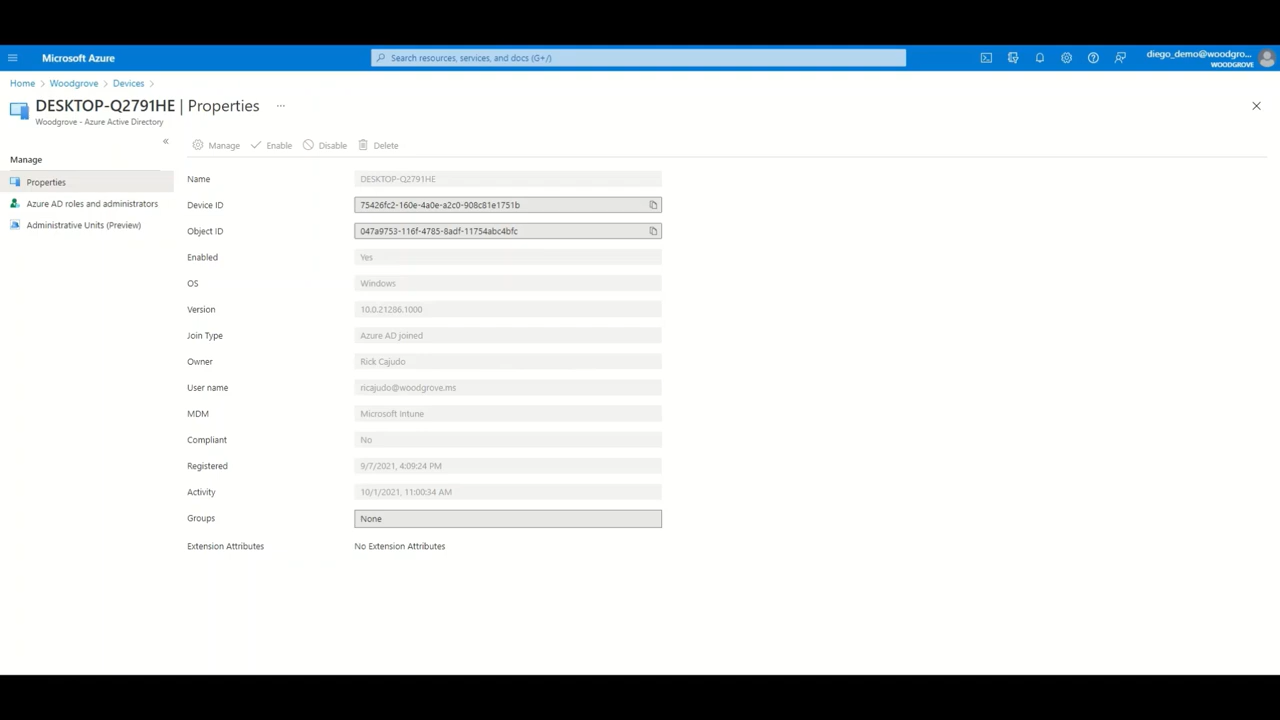 Microsoft Azure
Search resources, services, and docs (G+/)
diego_demo@woodgro...
WOODGROVE
Home > Woodgrove > Devices >
DESKTOP-Q2791HE | Properties ...
Woodgrove - Azure Active Directory
«
Manage Enable Disable Delete
Manage
Properties
Azure AD roles and administrators
Administrative Units (Preview)
Name DESKTOP-Q2791HE
Device ID 75426fc2-160e-4a0e-a2c0-908c81e1751b
Object ID 047a9753-116f-4785-8adf-11754abc4bfc
Enabled Yes
OS Windows
Version 10.0.21286.1000
Join Type Azure AD joined
Owner Rick Cajudo
User name ricajudo@woodgrove.ms
MDM Microsoft Intune
Compliant No
Registered 9/7/2021, 4:09:24 PM
Activity 10/1/2021, 11:00:34 AM
Groups None
Extension Attributes No Extension Attributes